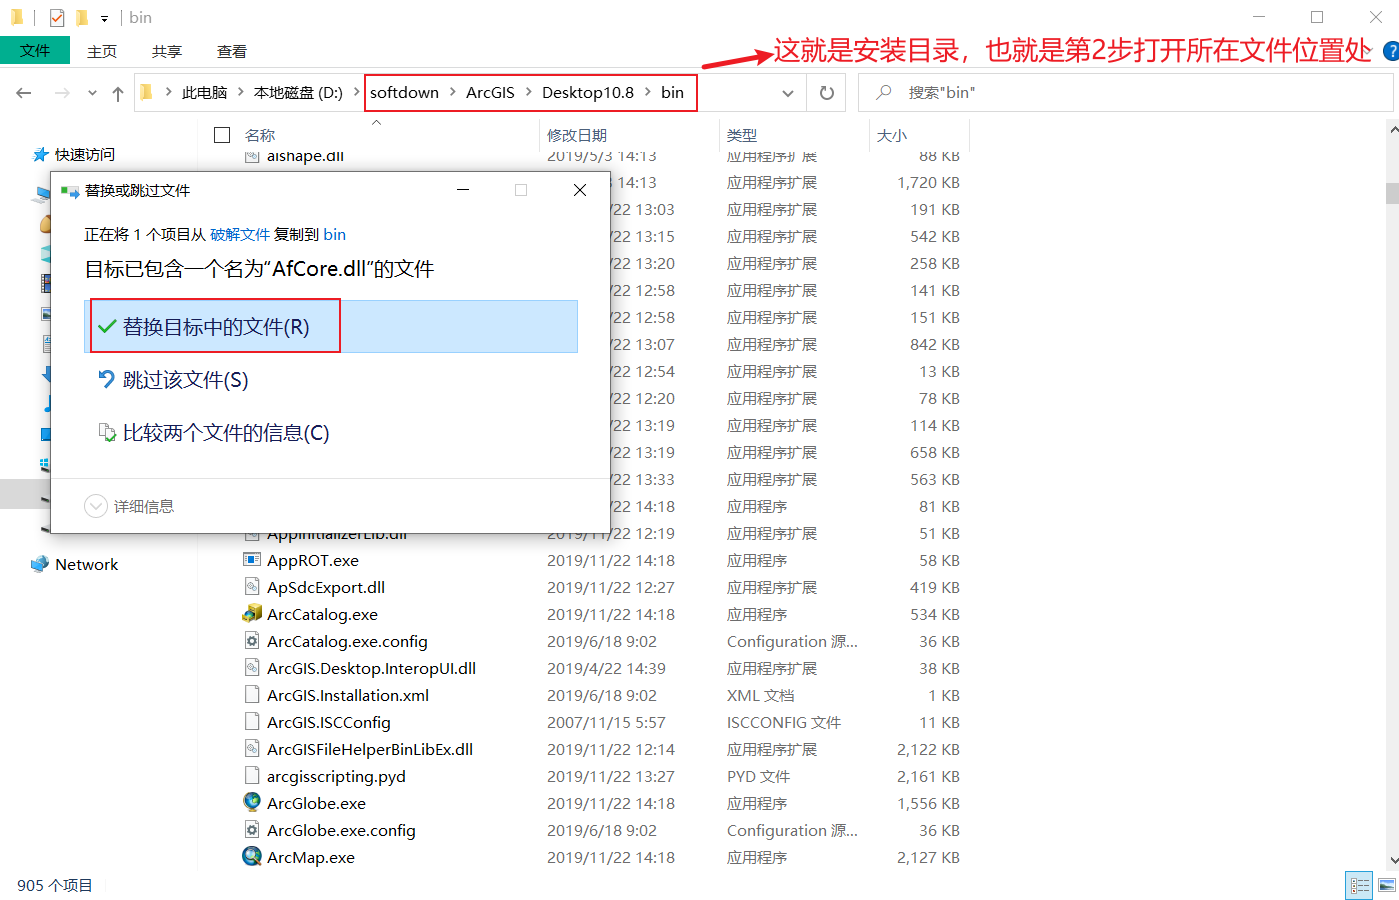 bin
文件 主页 共享 查看
这就是安装目录，也就是第2步打开所在文件位置处
此电脑 本地磁盘 (D:) softdown ArcGIS Desktop10.8 bin 搜索"bin"
名称 修改日期 类型 大小
快速访问
aishape.dll 2019/5/3 14:13 应用程序扩展 88 KB
14:13 应用程序扩展 1,720 KB
/22 13:03 应用程序扩展 191 KB
/22 13:15 应用程序扩展 542 KB
/22 13:20 应用程序扩展 258 KB
/22 12:58 应用程序扩展 141 KB
/22 12:58 应用程序扩展 151 KB
/22 13:07 应用程序扩展 842 KB
/22 12:54 应用程序扩展 13 KB
/22 12:20 应用程序扩展 78 KB
/22 13:19 应用程序扩展 114 KB
/22 13:19 应用程序扩展 658 KB
/22 13:33 应用程序扩展 563 KB
/22 14:18 应用程序 81 KB
替换或跳过文件
正在将 1 个项目从 破解文件 复制到 bin
目标已包含一个名为“AfCore.dll”的文件
替换目标中的文件(R)
跳过该文件(S)
比较两个文件的信息(C)
详细信息
AppInitializerLib.dll 2019/11/22 12:19 应用程序扩展 51 KB
Network
AppROT.exe 2019/11/22 14:18 应用程序 58 KB
ApSdcExport.dll 2019/11/22 12:27 应用程序扩展 419 KB
ArcCatalog.exe 2019/11/22 14:18 应用程序 534 KB
ArcCatalog.exe.config 2019/6/18 9:02 Configuration 源... 36 KB
ArcGIS.Desktop.InteropUI.dll 2019/4/22 14:39 应用程序扩展 38 KB
ArcGIS.Installation.xml 2019/6/18 9:02 XML 文档 1 KB
ArcGIS.ISCConfig 2007/11/15 5:57 ISCCONFIG 文件 11 KB
ArcGISFileHelperBinLibEx.dll 2019/11/22 12:14 应用程序扩展 2,122 KB
arcgisscripting.pyd 2019/11/22 13:27 PYD 文件 2,161 KB
ArcGlobe.exe 2019/11/22 14:18 应用程序 1,556 KB
ArcGlobe.exe.config 2019/6/18 9:02 Configuration 源... 36 KB
ArcMap.exe 2019/11/22 14:18 应用程序 2,127 KB
905 个项目